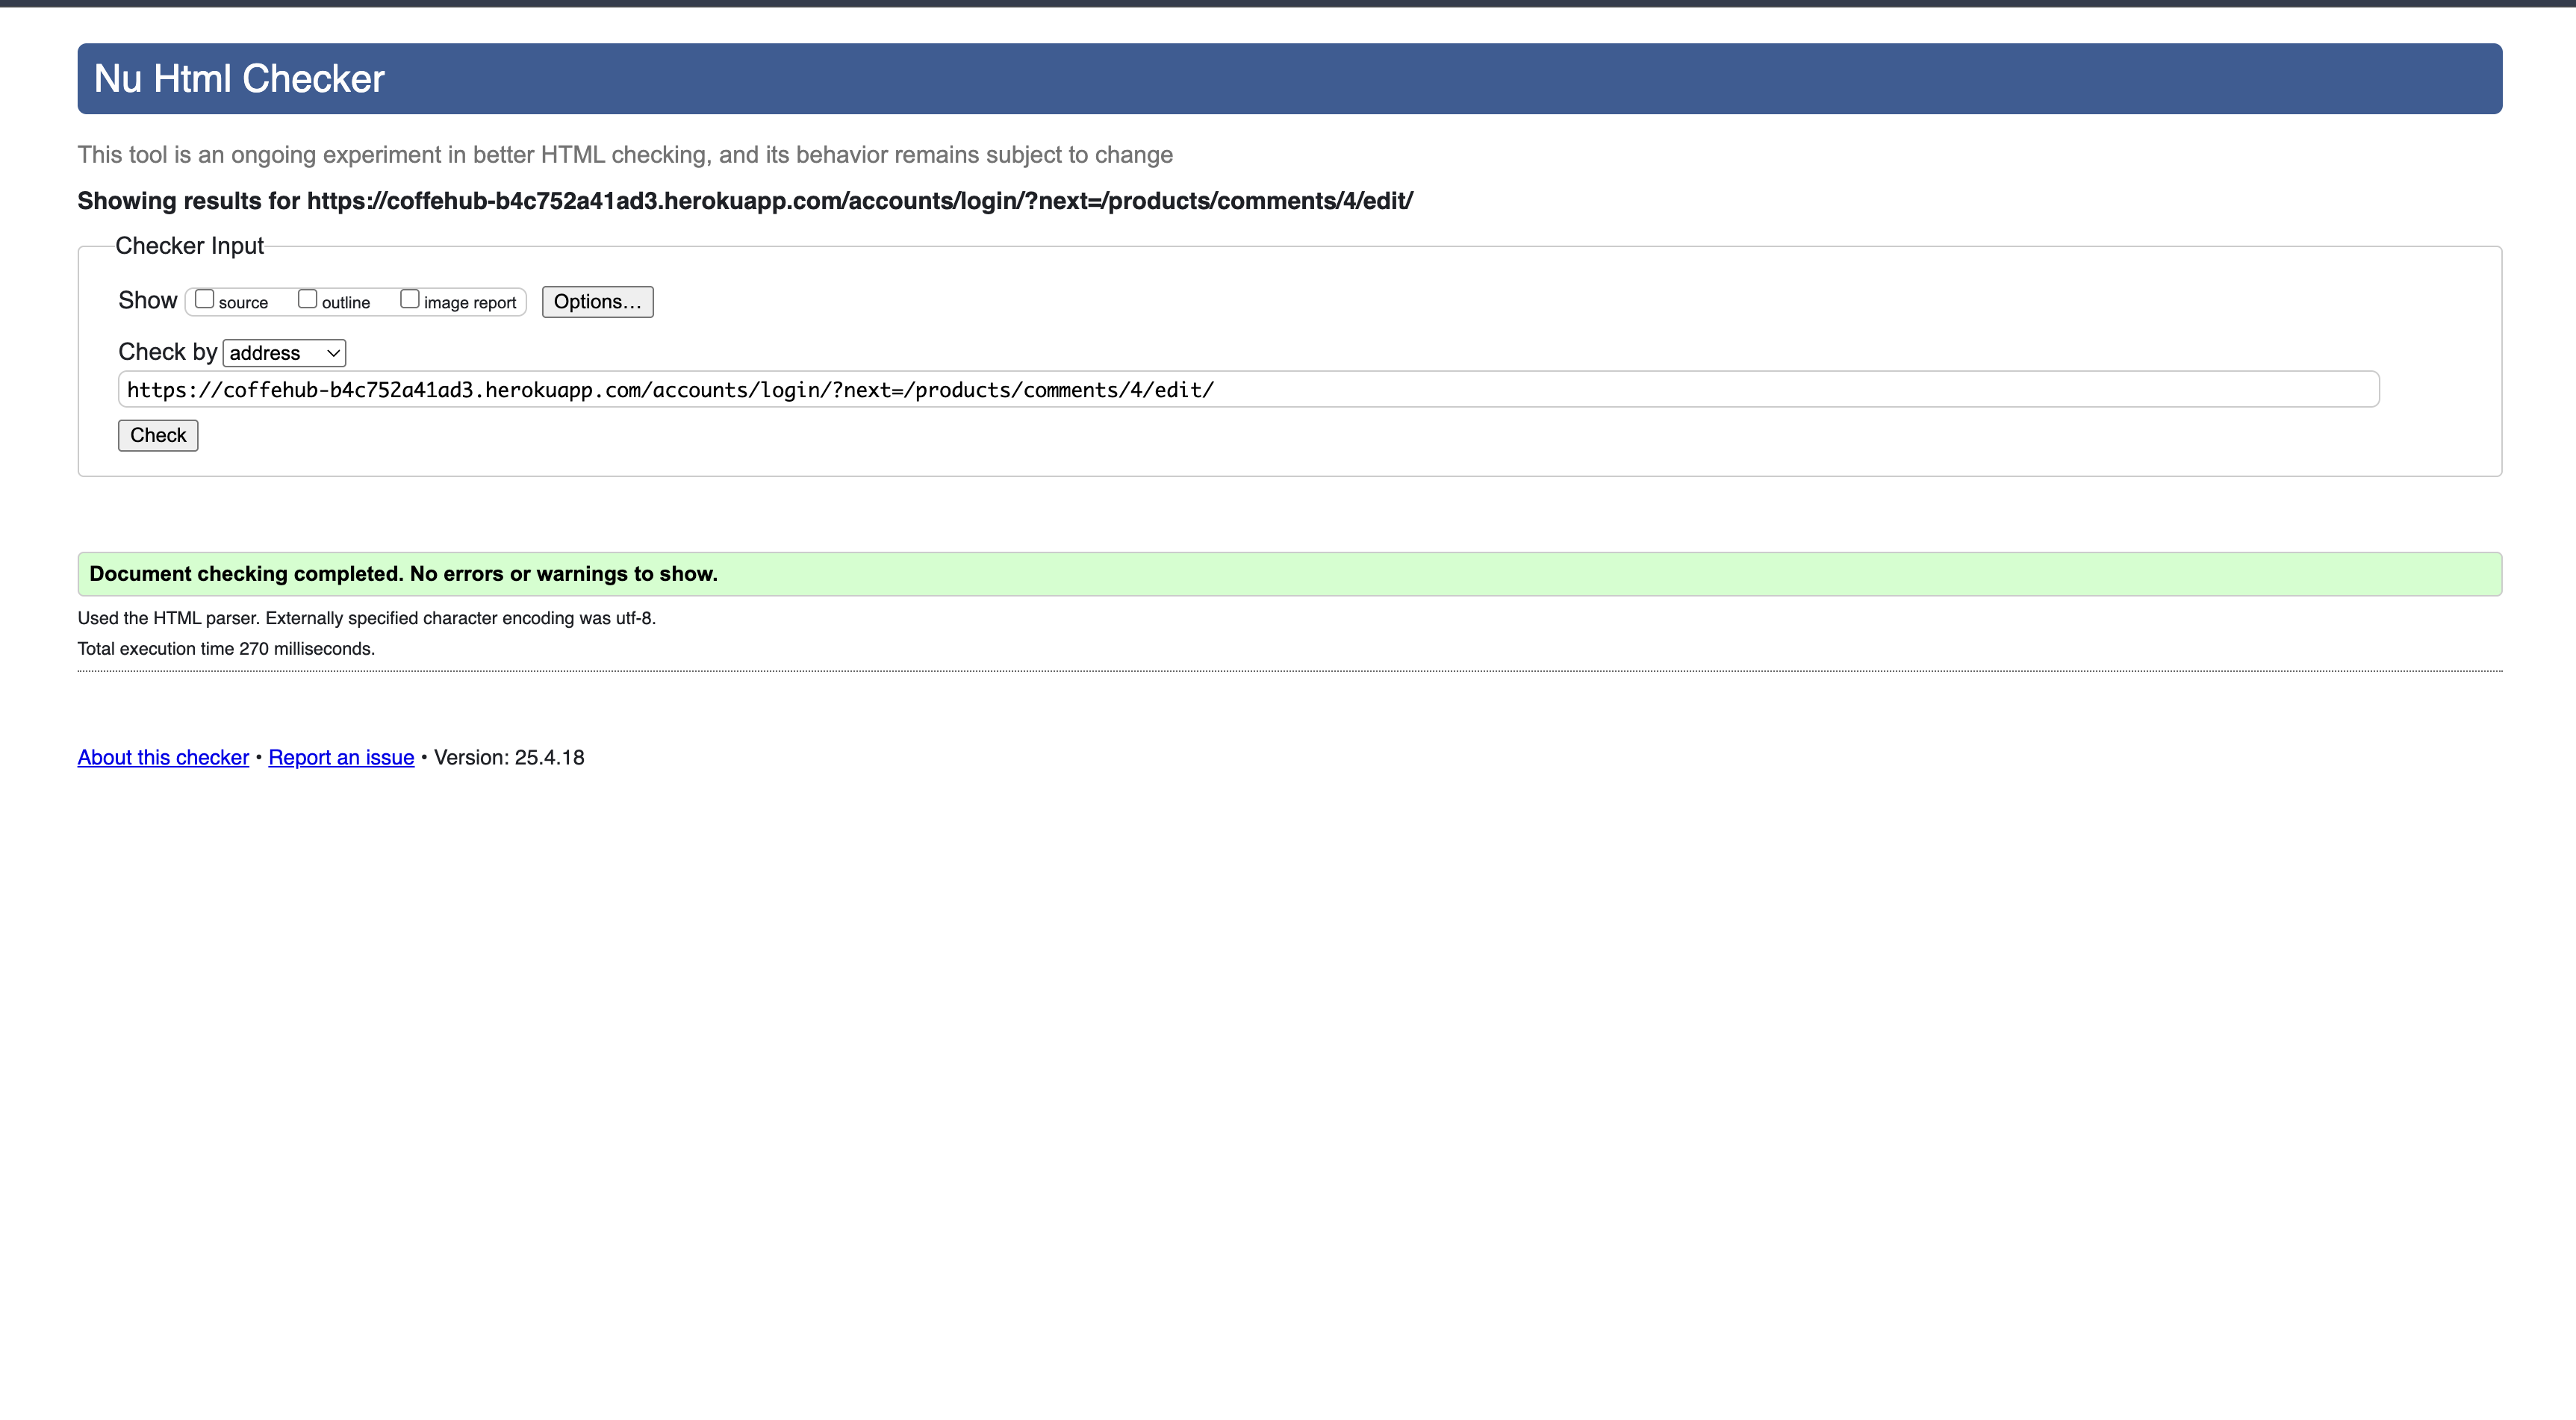 Nu Html Checker
This tool is an ongoing experiment in better HTML checking, and its behavior remains subject to change
Showing results for https://coffehub-b4c752a41ad3.herokuapp.com/accounts/login/?next=/products/comments/4/edit/
Checker Input
Show source outline image report Options…
Check by address
https://coffehub-b4c752a41ad3.herokuapp.com/accounts/login/?next=/products/comments/4/edit/
Check
Document checking completed. No errors or warnings to show.
Used the HTML parser. Externally specified character encoding was utf-8.
Total execution time 270 milliseconds.
About this checker • Report an issue • Version: 25.4.18